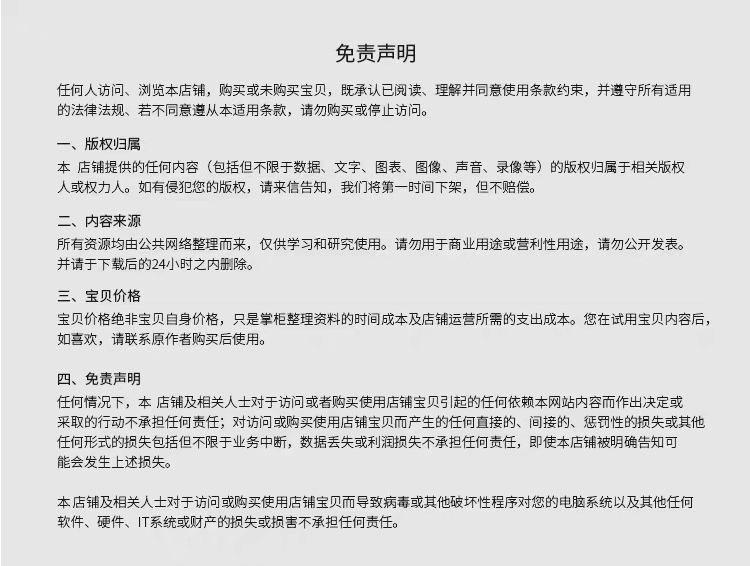 免责声明
任何人访问、浏览本店铺，购买或未购买宝贝，既承认已阅读、理解并同意使用条款约束，并遵守所有适用
的法律法规、若不同意遵从本适用条款，请勿购买或停止访问。
一、版权归属
本 店铺提供的任何内容（包括但不限于数据、文字、图表、图像、声音、录像等）的版权归属于相关版权
人或权力人。如有侵犯您的版权，请来信告知，我们将第一时间下架，但不赔偿。
二、内容来源
所有资源均由公共网络整理而来，仅供学习和研究使用。请勿用于商业用途或营利性用途，请勿公开发表。
并请于下载后的24小时之内删除。
三、宝贝价格
宝贝价格绝非宝贝自身价格，只是掌柜整理资料的时间成本及店铺运营所需的支出成本。您在试用宝贝内容后，
如喜欢，请联系原作者购买后使用。
四、免责声明
任何情况下，本 店铺及相关人士对于访问或者购买使用店铺宝贝引起的任何依赖本网站内容而作出决定或
采取的行动不承担任何责任；对访问或购买使用店铺宝贝而产生的任何直接的、间接的、惩罚性的损失或其他
任何形式的损失包括但不限于业务中断，数据丢失或利润损失不承担任何责任，即使本店铺被明确告知可
能会发生上述损失。
本店铺及相关人士对于访问或购买使用店铺宝贝而导致病毒或其他破坏性程序对您的电脑系统以及其他任何
软件、硬件、IT系统或财产的损失或损害不承担任何责任。